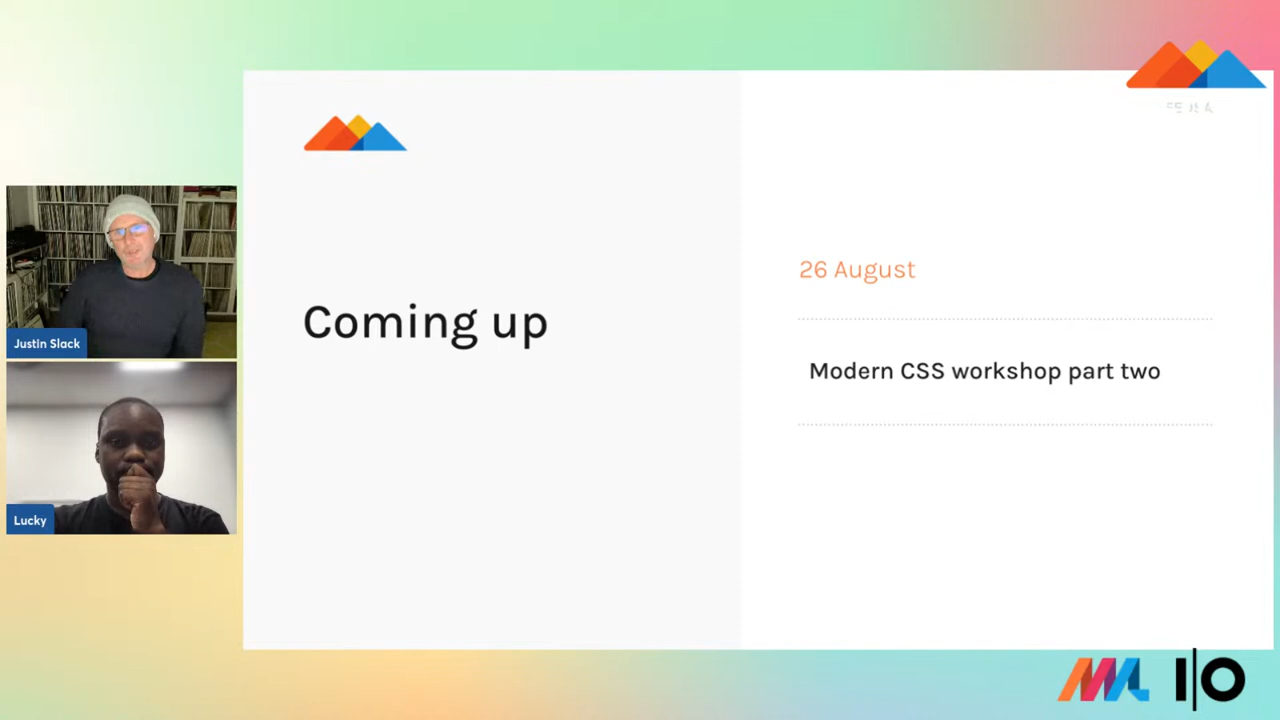 Coming up
26 August
Modern CSS workshop part two
Justin Slack
Lucky
I/O